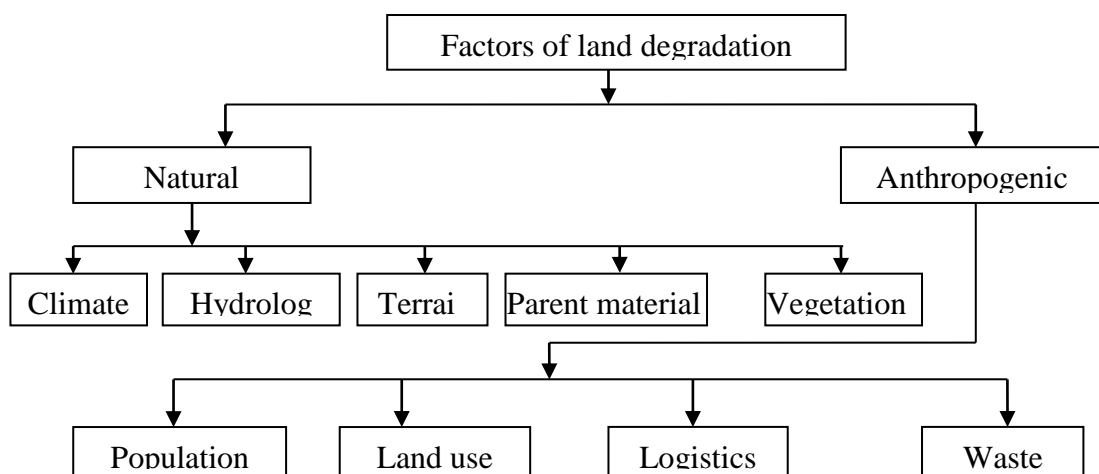 Factors of land degradation
Natural
Anthropogenic
Climate
Hydrolog
Terrai
Parent material
Vegetation
Population
Land use
Logistics
Waste